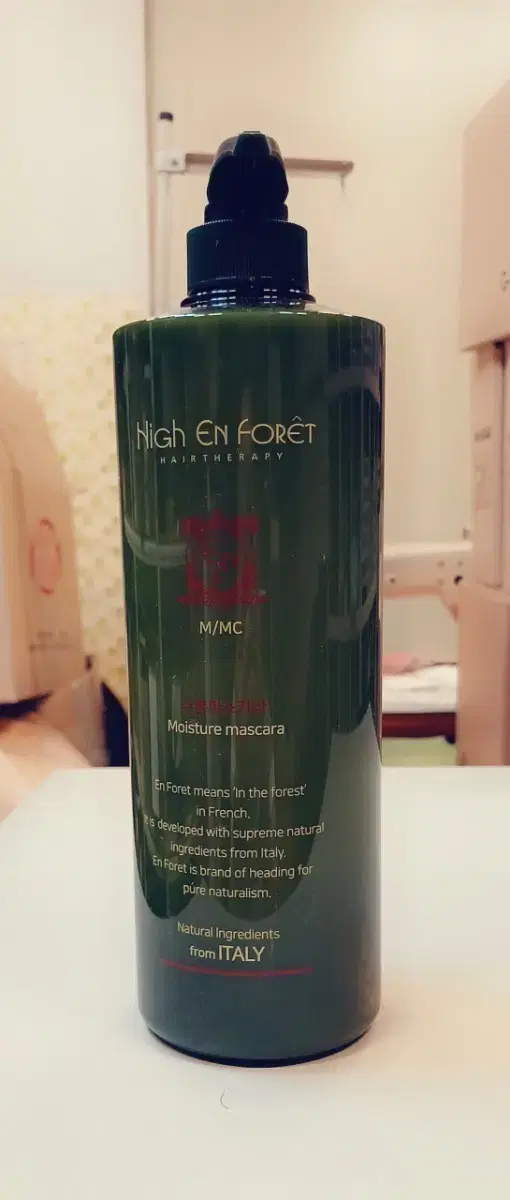 High En Forêt
HAIRTHERAPY
M/MC
Moisture mascara
En Foret means 'In the forest'
in French.
is developed with supreme natural
ingredients from Italy.
En Foret is brand of heading for
pure naturalism.
Natural Ingredients
from ITALY